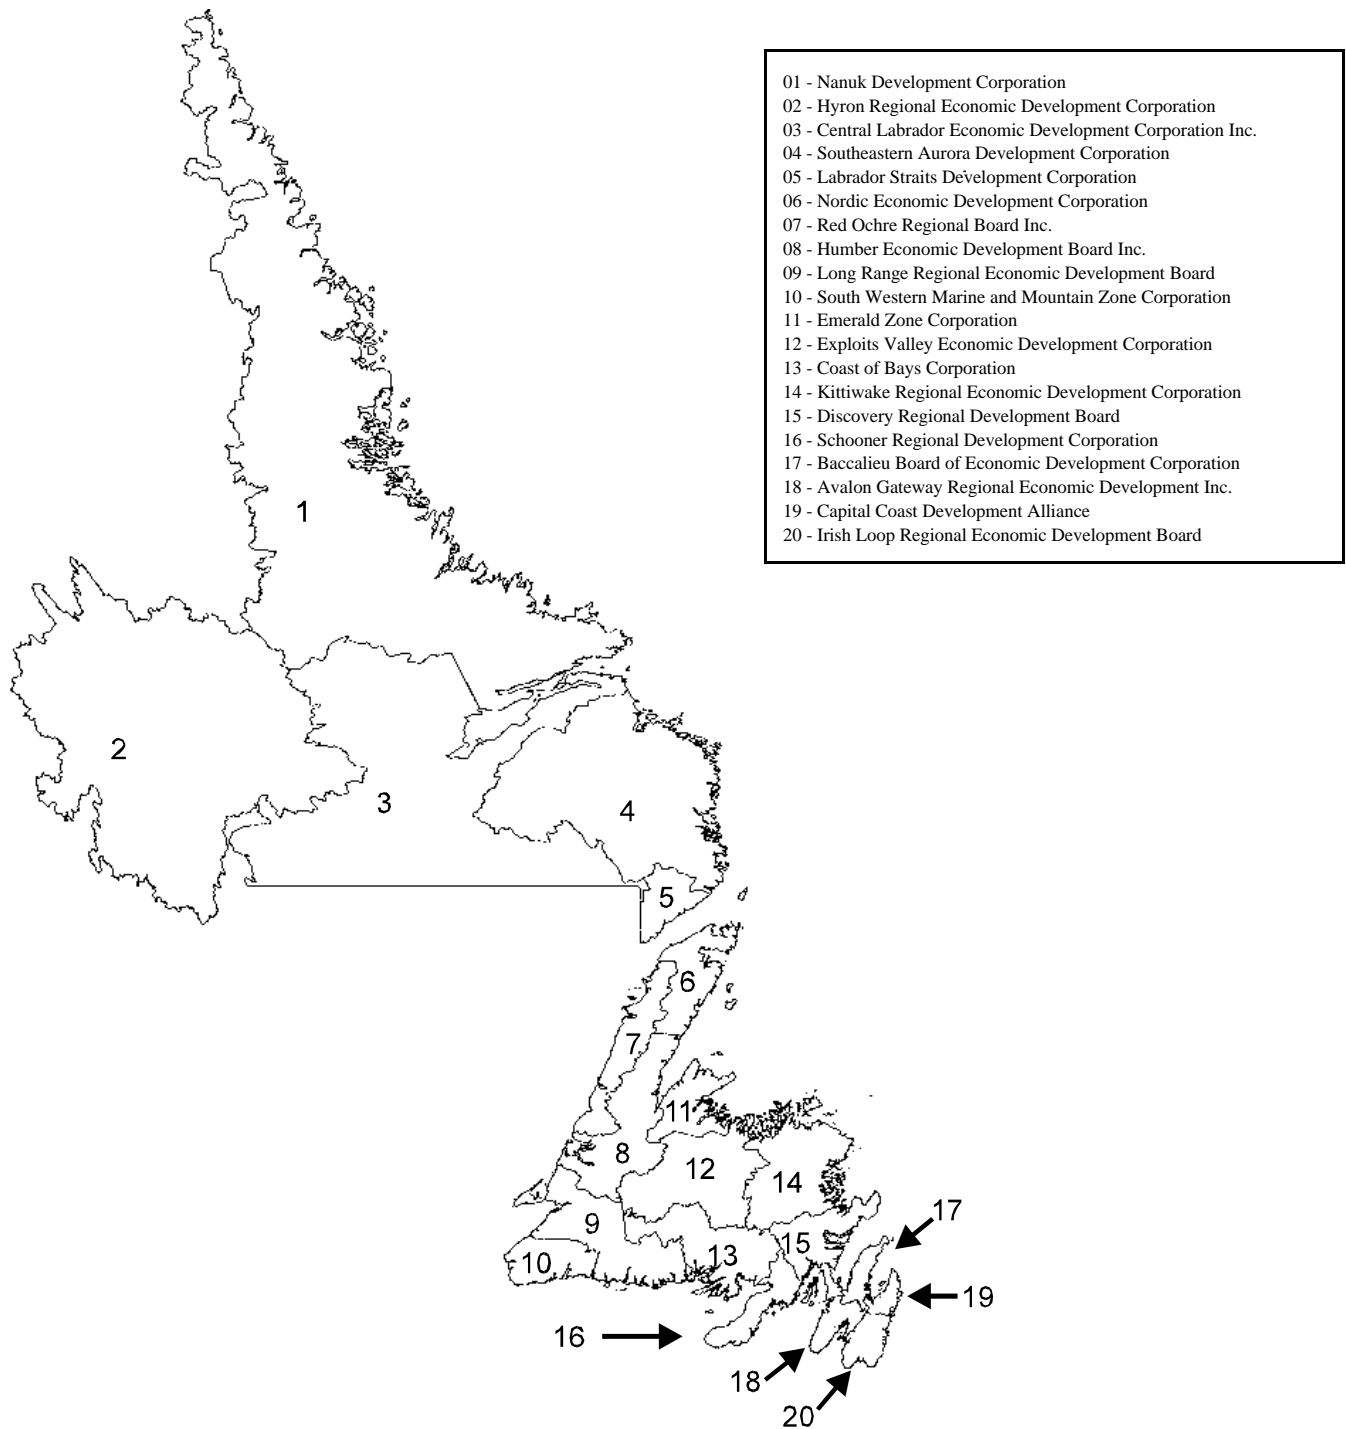 01 - Nanuk Development Corporation
02 - Hyron Regional Economic Development Corporation
03 - Central Labrador Economic Development Corporation Inc.
04 - Southeastern Aurora Development Corporation
05 - Labrador Straits Development Corporation
06 - Nordic Economic Development Corporation
07 - Red Ochre Regional Board Inc.
08 - Humber Economic Development Board Inc.
09 - Long Range Regional Economic Development Board
10 - South Western Marine and Mountain Zone Corporation
11 - Emerald Zone Corporation
12 - Exploits Valley Economic Development Corporation
13 - Coast of Bays Corporation
14 - Kittiwake Regional Economic Development Corporation
15 - Discovery Regional Development Board
16 - Schooner Regional Development Corporation
17 - Baccalieu Board of Economic Development Corporation
18 - Avalon Gateway Regional Economic Development Inc.
19 - Capital Coast Development Alliance
20 - Irish Loop Regional Economic Development Board
1
2
3
4
5
6
7
11
8
12
14
17
9
15
13
10
19
16
18
20